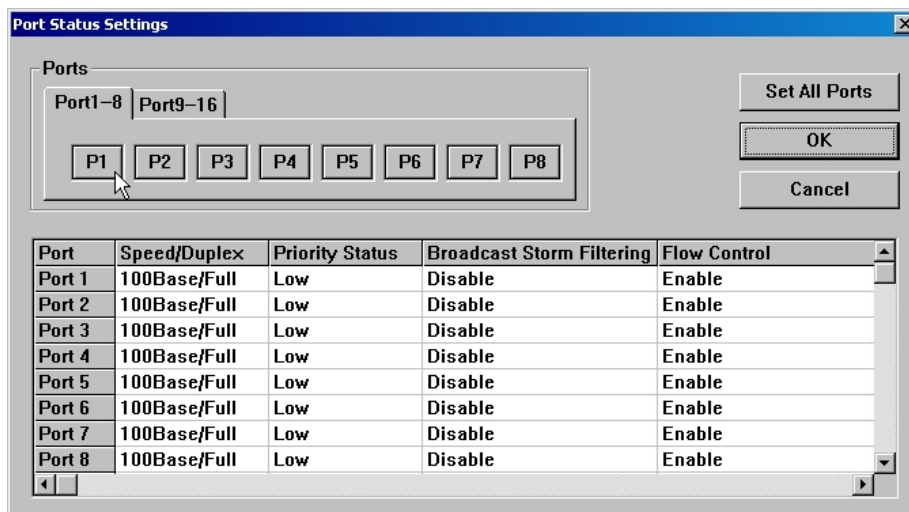 Port Status Settings
Ports
Port1–8 Port9–16
P1 P2 P3 P4 P5 P6 P7 P8
Set All Ports
OK
Cancel
Port Speed/Duplex Priority Status Broadcast Storm Filtering Flow Control
Port 1 100Base/Full Low Disable Enable
Port 2 100Base/Full Low Disable Enable
Port 3 100Base/Full Low Disable Enable
Port 4 100Base/Full Low Disable Enable
Port 5 100Base/Full Low Disable Enable
Port 6 100Base/Full Low Disable Enable
Port 7 100Base/Full Low Disable Enable
Port 8 100Base/Full Low Disable Enable